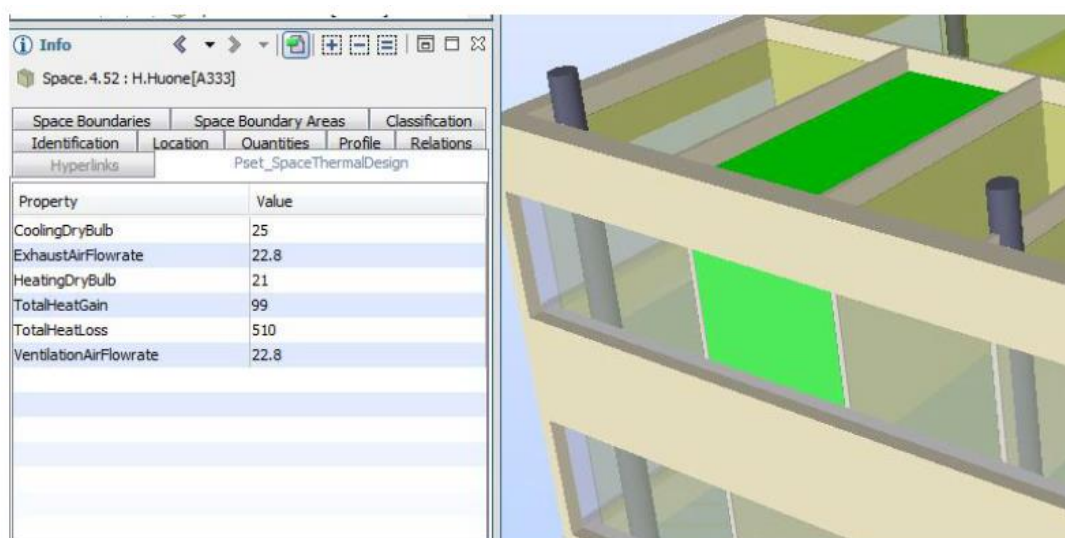 Info
Space.4.52 : H.Huone[A333]
Space Boundaries Space Boundary Areas Classification
Identification Location Quantities Profile Relations
Hyperlinks Pset_SpaceThermalDesign
Property Value
CoolingDryBulb 25
ExhaustAirFlowrate 22.8
HeatingDryBulb 21
TotalHeatGain 99
TotalHeatLoss 510
VentilationAirFlowrate 22.8